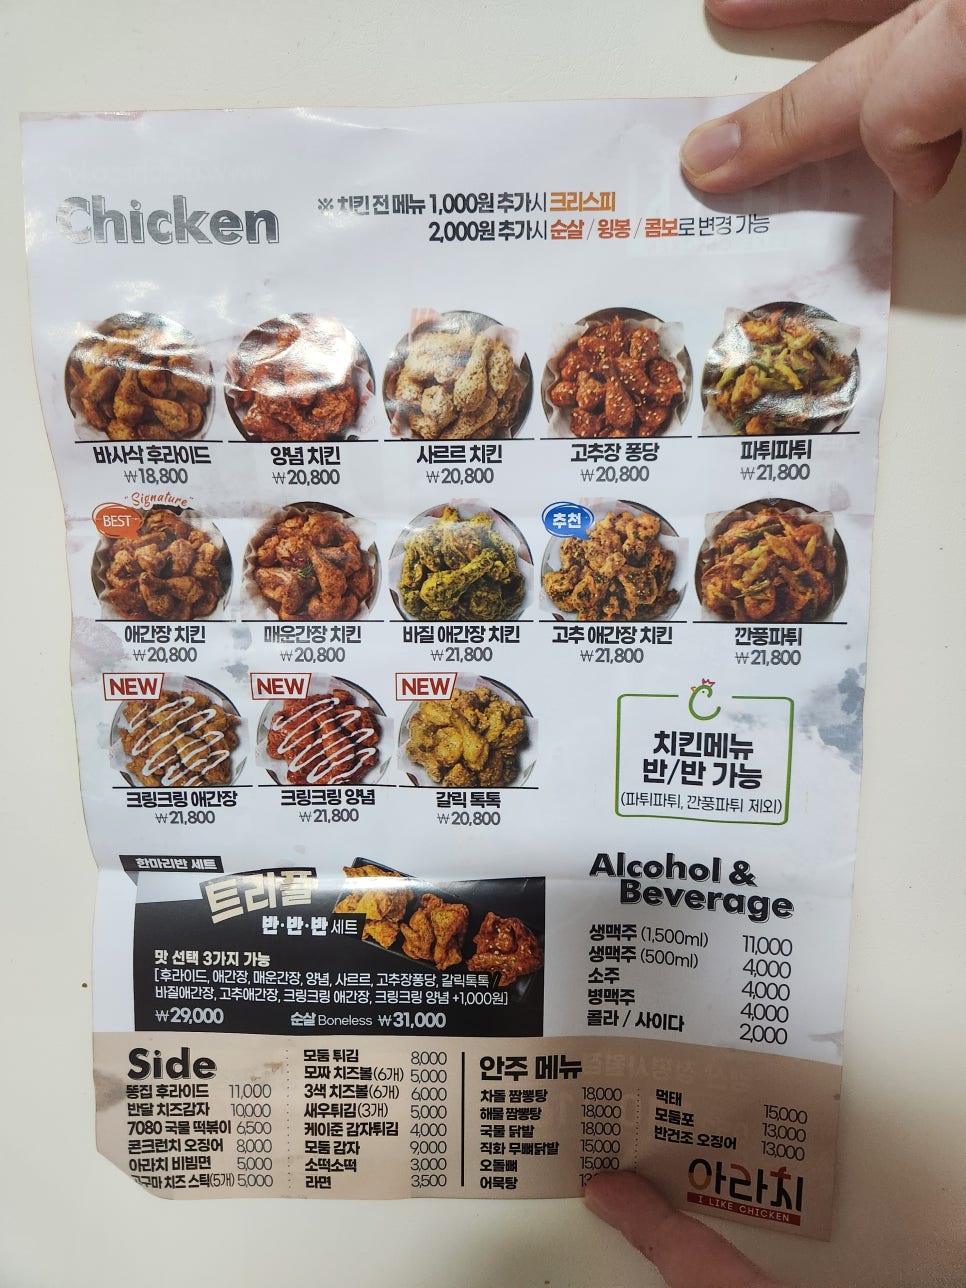 Chicken
※ 치킨 전 메뉴 1,000원 추가시 크리스피
2,000원 추가시 순살 / 윙봉 / 콤보로 변경 가능
바사삭 후라이드
₩18,800
양념 치킨
₩20,800
사르르 치킨
₩20,800
고추장 퐁당
₩20,800
파튀파튀
₩21,800
"Signature"
BEST
애간장 치킨
₩20,800
매운간장 치킨
₩20,800
바질 애간장 치킨
₩21,800
추천
고추 애간장 치킨
₩21,800
깐풍파튀
₩21,800
NEW
크링크링 애간장
₩21,800
NEW
크링크링 양념
₩21,800
NEW
갈릭 톡톡
₩20,800
치킨메뉴
반/반 가능
(파튀파튀, 깐풍파튀 제외)
한마리반 세트
트리플
반·반·반 세트
맛 선택 3가지 가능
[후라이드, 애간장, 매운간장, 양념, 사르르, 고추장퐁당, 갈릭톡톡 /
바질애간장, 고추애간장, 크링크링 애간장, 크링크링 양념 +1,000원]
₩29,000 순살 Boneless ₩31,000
Alcohol &
Beverage
생맥주 (1,500ml) 11,000
생맥주 (500ml) 4,000
소주 4,000
병맥주 4,000
콜라 / 사이다 2,000
Side
똥집 후라이드 11,000
반달 치즈감자 10,000
7080 국물 떡볶이 6,500
콘크런치 오징어 8,000
아라치 비빔면 5,000
구마 치즈 스틱(5개) 5,000
모둠 튀김 8,000
모짜 치즈볼(6개) 5,000
3색 치즈볼(6개) 6,000
새우튀김(3개) 5,000
케이준 감자튀김 4,000
모둠 감자 9,000
소떡소떡 3,000
라면 3,500
안주 메뉴
차돌 짬뽕탕 18,000
해물 짬뽕탕 18,000
국물 닭발 18,000
직화 무뼈닭발 15,000
오돌뼈 15,000
어묵탕
먹태 15,000
모둠포 13,000
반건조 오징어 13,000
아라치
I LIKE CHICKEN